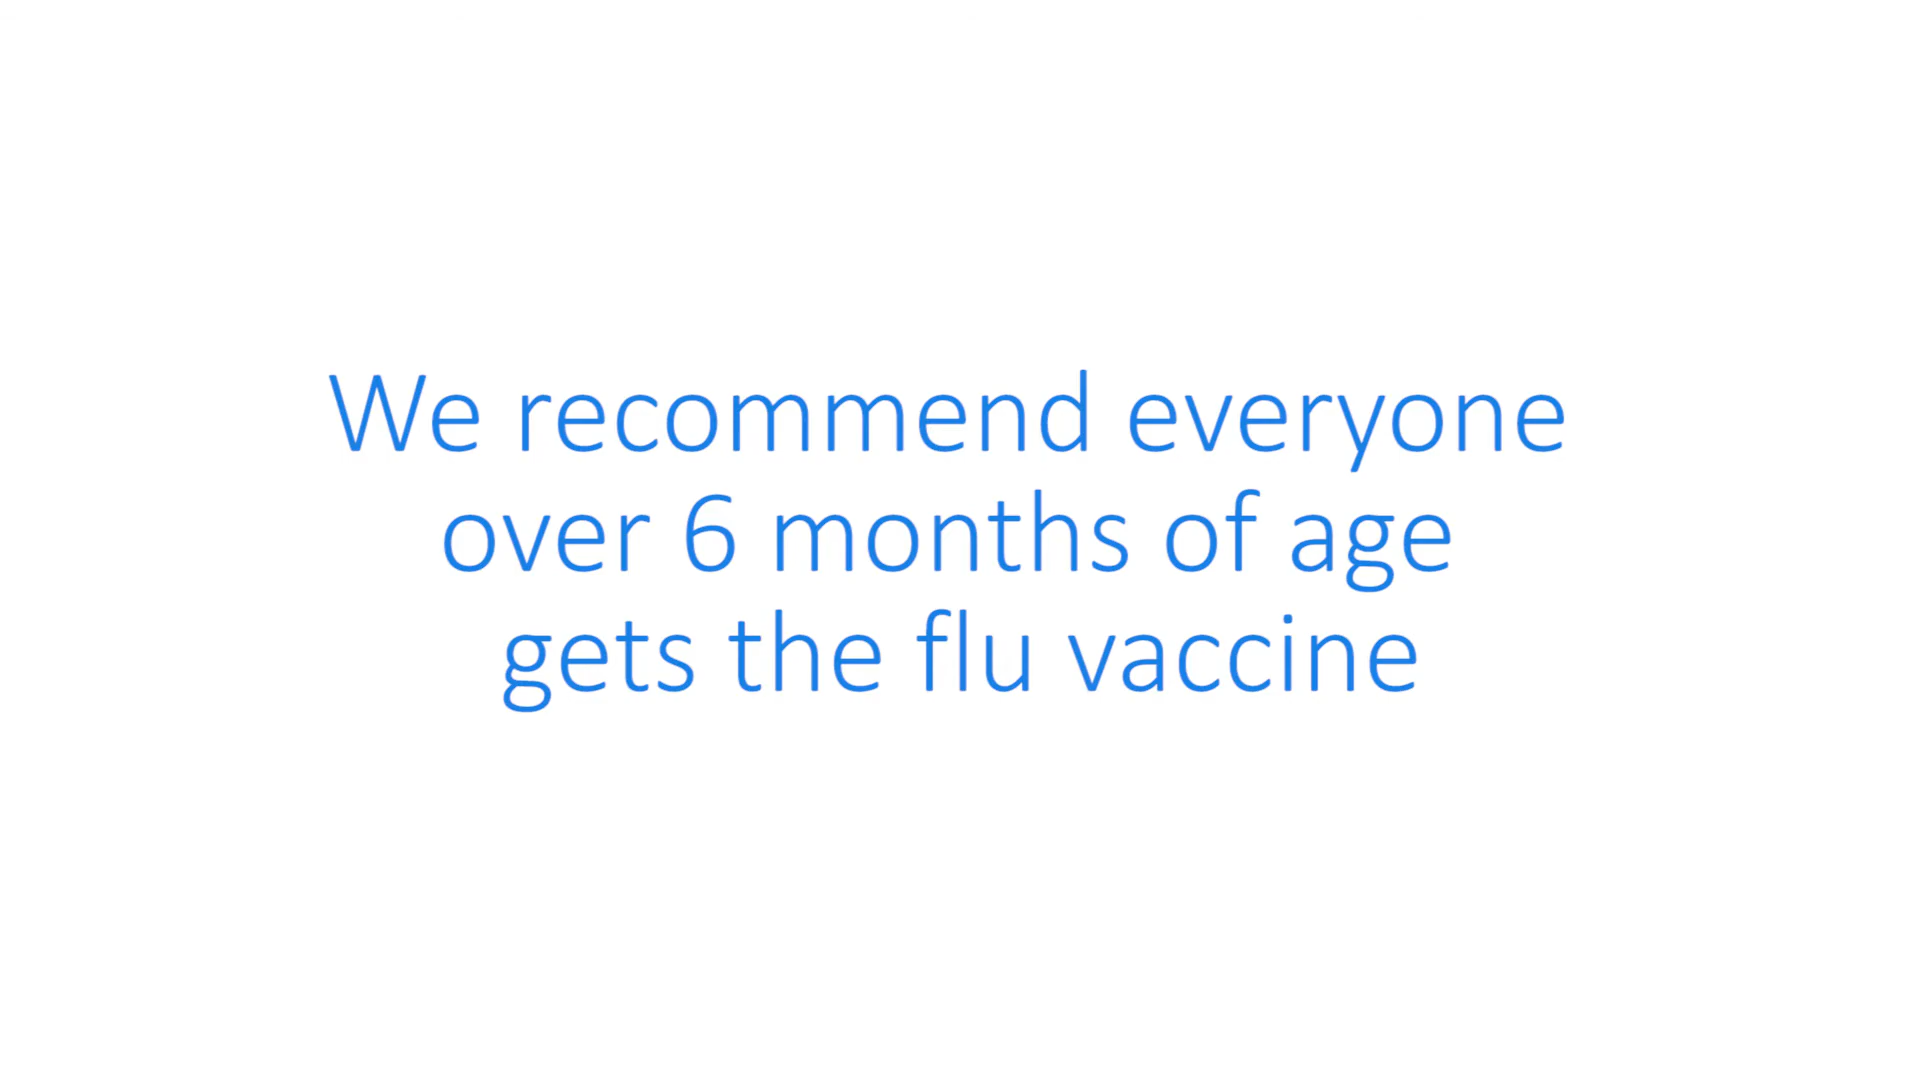 We recommend everyone
over 6 months of age
gets the flu vaccine